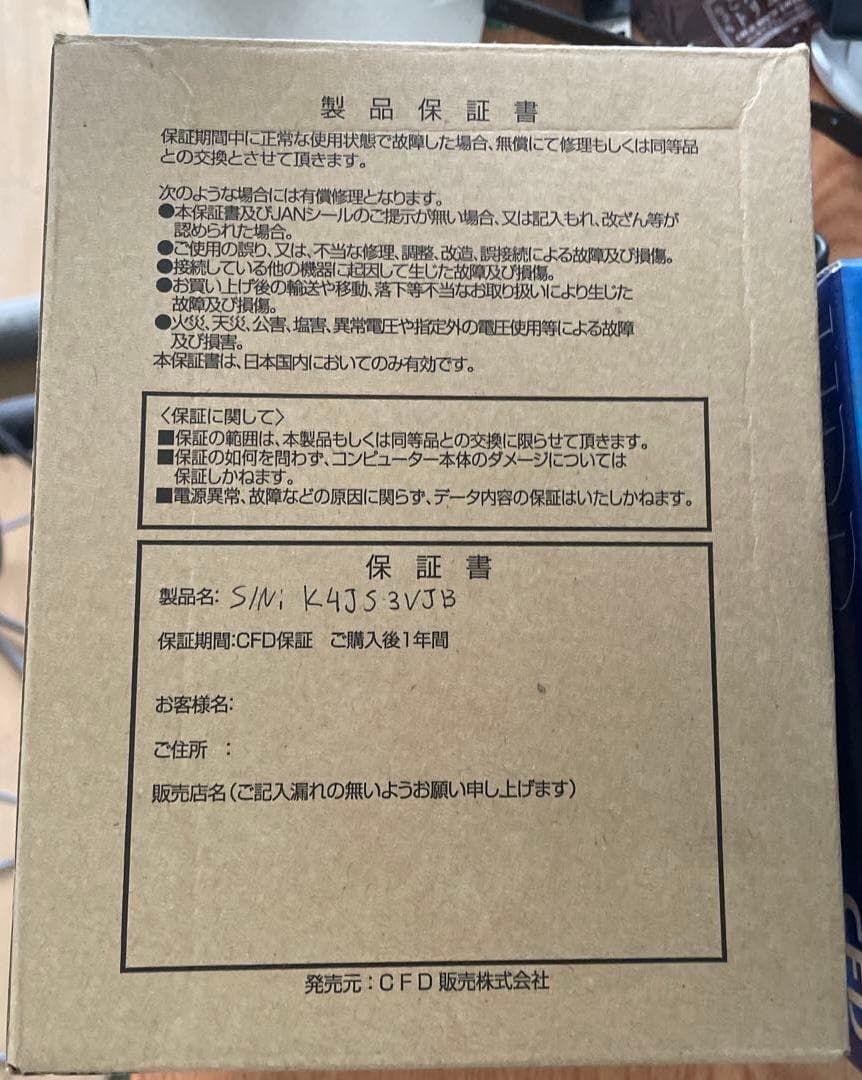 製品保証書
保証期間中に正常な使用状態で故障した場合、無償にて修理もしくは同等品
との交換とさせて頂きます。
次のような場合には有償修理となります。
●本保証書及びJANシールのご提示が無い場合、又は記入もれ、改ざん等が
認められた場合。
●ご使用の誤り、又は、不当な修理、調整、改造、誤接続による故障及び損傷。
●接続している他の機器に起因して生じた故障及び損傷。
●お買い上げ後の輸送や移動、落下等不当なお取り扱いにより生じた
故障及び損傷。
●火災、天災、公害、塩害、異常電圧や指定外の電圧使用等による故障
及び損害。
本保証書は、日本国内においてのみ有効です。
〈保証に関して〉
■保証の範囲は、本製品もしくは同等品との交換に限らせて頂きます。
■保証の如何を問わず、コンピューター本体のダメージについては
保証しかねます。
■電源異常、故障などの原因に関らず、データ内容の保証はいたしかねます。
保証書
製品名: S/N: K4JS3VJB
保証期間:CFD保証 ご購入後1年間
お客様名:
ご住所 :
販売店名(ご記入漏れの無いようお願い申し上げます)
発売元:CFD販売株式会社